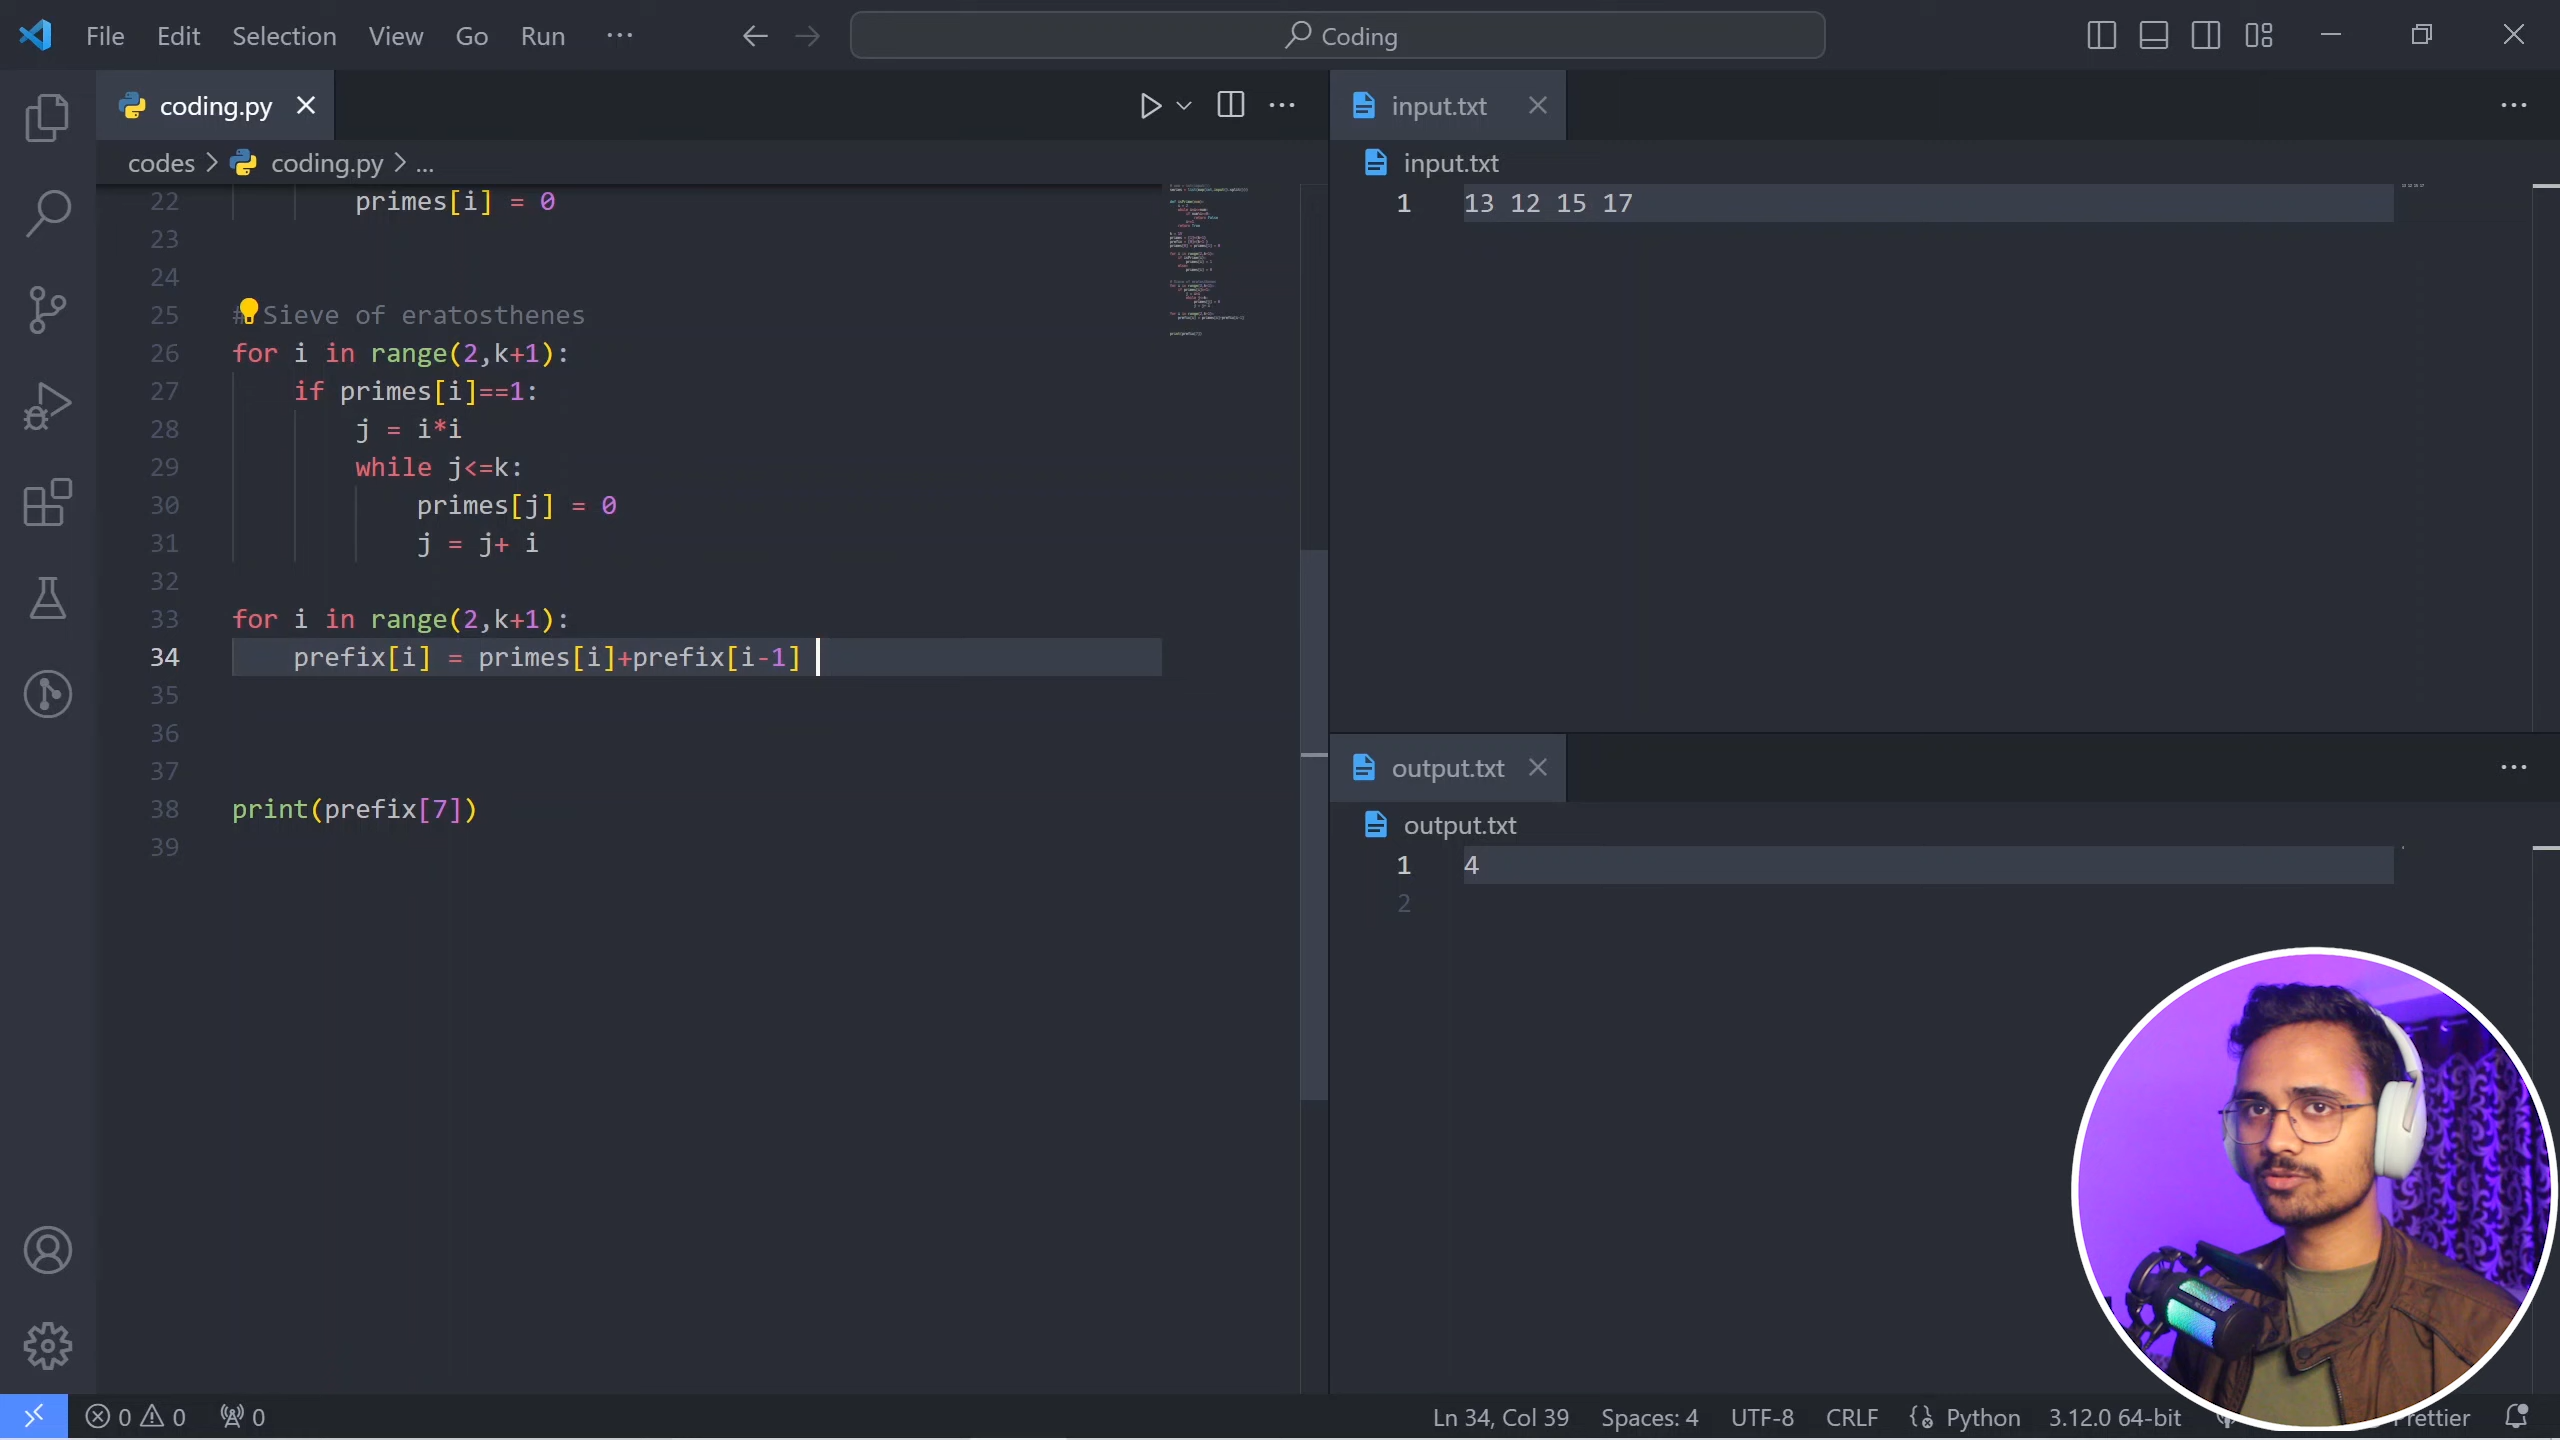 File Edit Selection View Go Run ···
Coding
coding.py
codes > coding.py > ...
22 primes[i] = 0
23
24
25 # Sieve of eratosthenes
26 for i in range(2,k+1):
27 if primes[i]==1:
28 j = i*i
29 while j<=k:
30 primes[j] = 0
31 j = j+ i
32
33 for i in range(2,k+1):
34 prefix[i] = primes[i]+prefix[i-1]
35
36
37
38 print(prefix[7])
39
input.txt
input.txt
1 13 12 15 17
output.txt
output.txt
1 4
2
0 0 0
Ln 34, Col 39 Spaces: 4 UTF-8 CRLF Python 3.12.0 64-bit Prettier